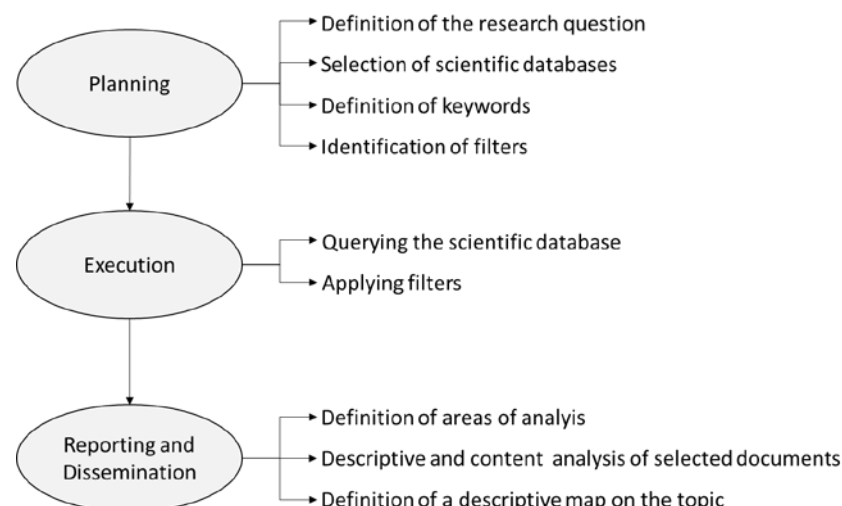 Planning
Definition of the research question
Selection of scientific databases
Definition of keywords
Identification of filters
Execution
Querying the scientific database
Applying filters
Reporting and
Dissemination
Definition of areas of analyis
Descriptive and content analysis of selected documents
Definition of a descriptive map on the topic